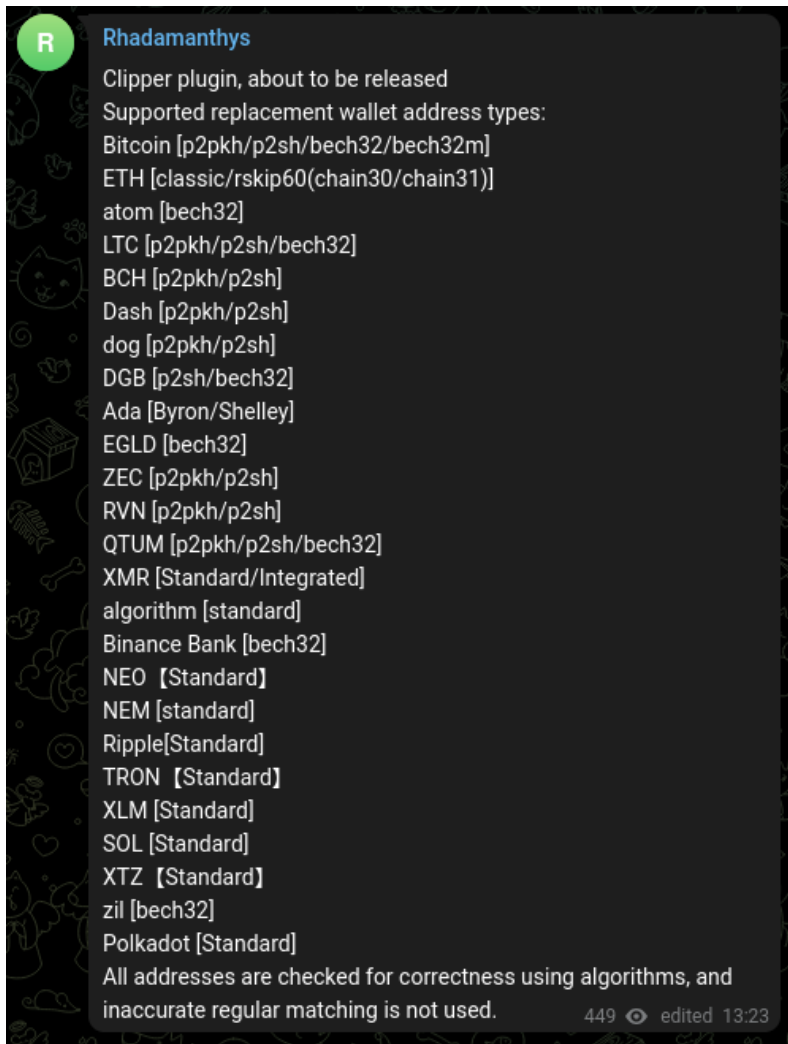 R
Rhadamanthys
Clipper plugin, about to be released
Supported replacement wallet address types:
Bitcoin [p2pkh/p2sh/bech32/bech32m]
ETH [classic/rskip60(chain30/chain31)]
atom [bech32]
LTC [p2pkh/p2sh/bech32]
BCH [p2pkh/p2sh]
Dash [p2pkh/p2sh]
dog [p2pkh/p2sh]
DGB [p2sh/bech32]
Ada [Byron/Shelley]
EGLD [bech32]
ZEC [p2pkh/p2sh]
RVN [p2pkh/p2sh]
QTUM [p2pkh/p2sh/bech32]
XMR [Standard/Integrated]
algorithm [standard]
Binance Bank [bech32]
NEO【Standard】
NEM [standard]
Ripple[Standard]
TRON【Standard】
XLM [Standard]
SOL [Standard]
XTZ【Standard】
zil [bech32]
Polkadot [Standard]
All addresses are checked for correctness using algorithms, and
inaccurate regular matching is not used.
449 edited 13:23